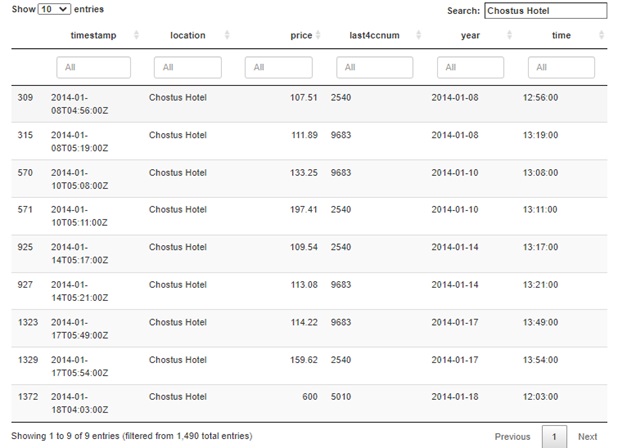 Show 10 entries Search: Chostus Hotel
timestamp location price last4ccnum year time
All All All All All All
309 2014-01- Chostus Hotel 107.51 2540 2014-01-08 12:56:00
08T04:56:00Z
315 2014-01- Chostus Hotel 111.89 9683 2014-01-08 13:19:00
08T05:19:00Z
570 2014-01- Chostus Hotel 133.25 9683 2014-01-10 13:08:00
10T05:08:00Z
571 2014-01- Chostus Hotel 197.41 2540 2014-01-10 13:11:00
10T05:11:00Z
925 2014-01- Chostus Hotel 109.54 2540 2014-01-14 13:17:00
14T05:17:00Z
927 2014-01- Chostus Hotel 113.08 9683 2014-01-14 13:21:00
14T05:21:00Z
1323 2014-01- Chostus Hotel 114.22 9683 2014-01-17 13:49:00
17T05:49:00Z
1329 2014-01- Chostus Hotel 159.62 2540 2014-01-17 13:54:00
17T05:54:00Z
1372 2014-01- Chostus Hotel 600 5010 2014-01-18 12:03:00
18T04:03:00Z
Showing 1 to 9 of 9 entries (filtered from 1,490 total entries) Previous 1 Next